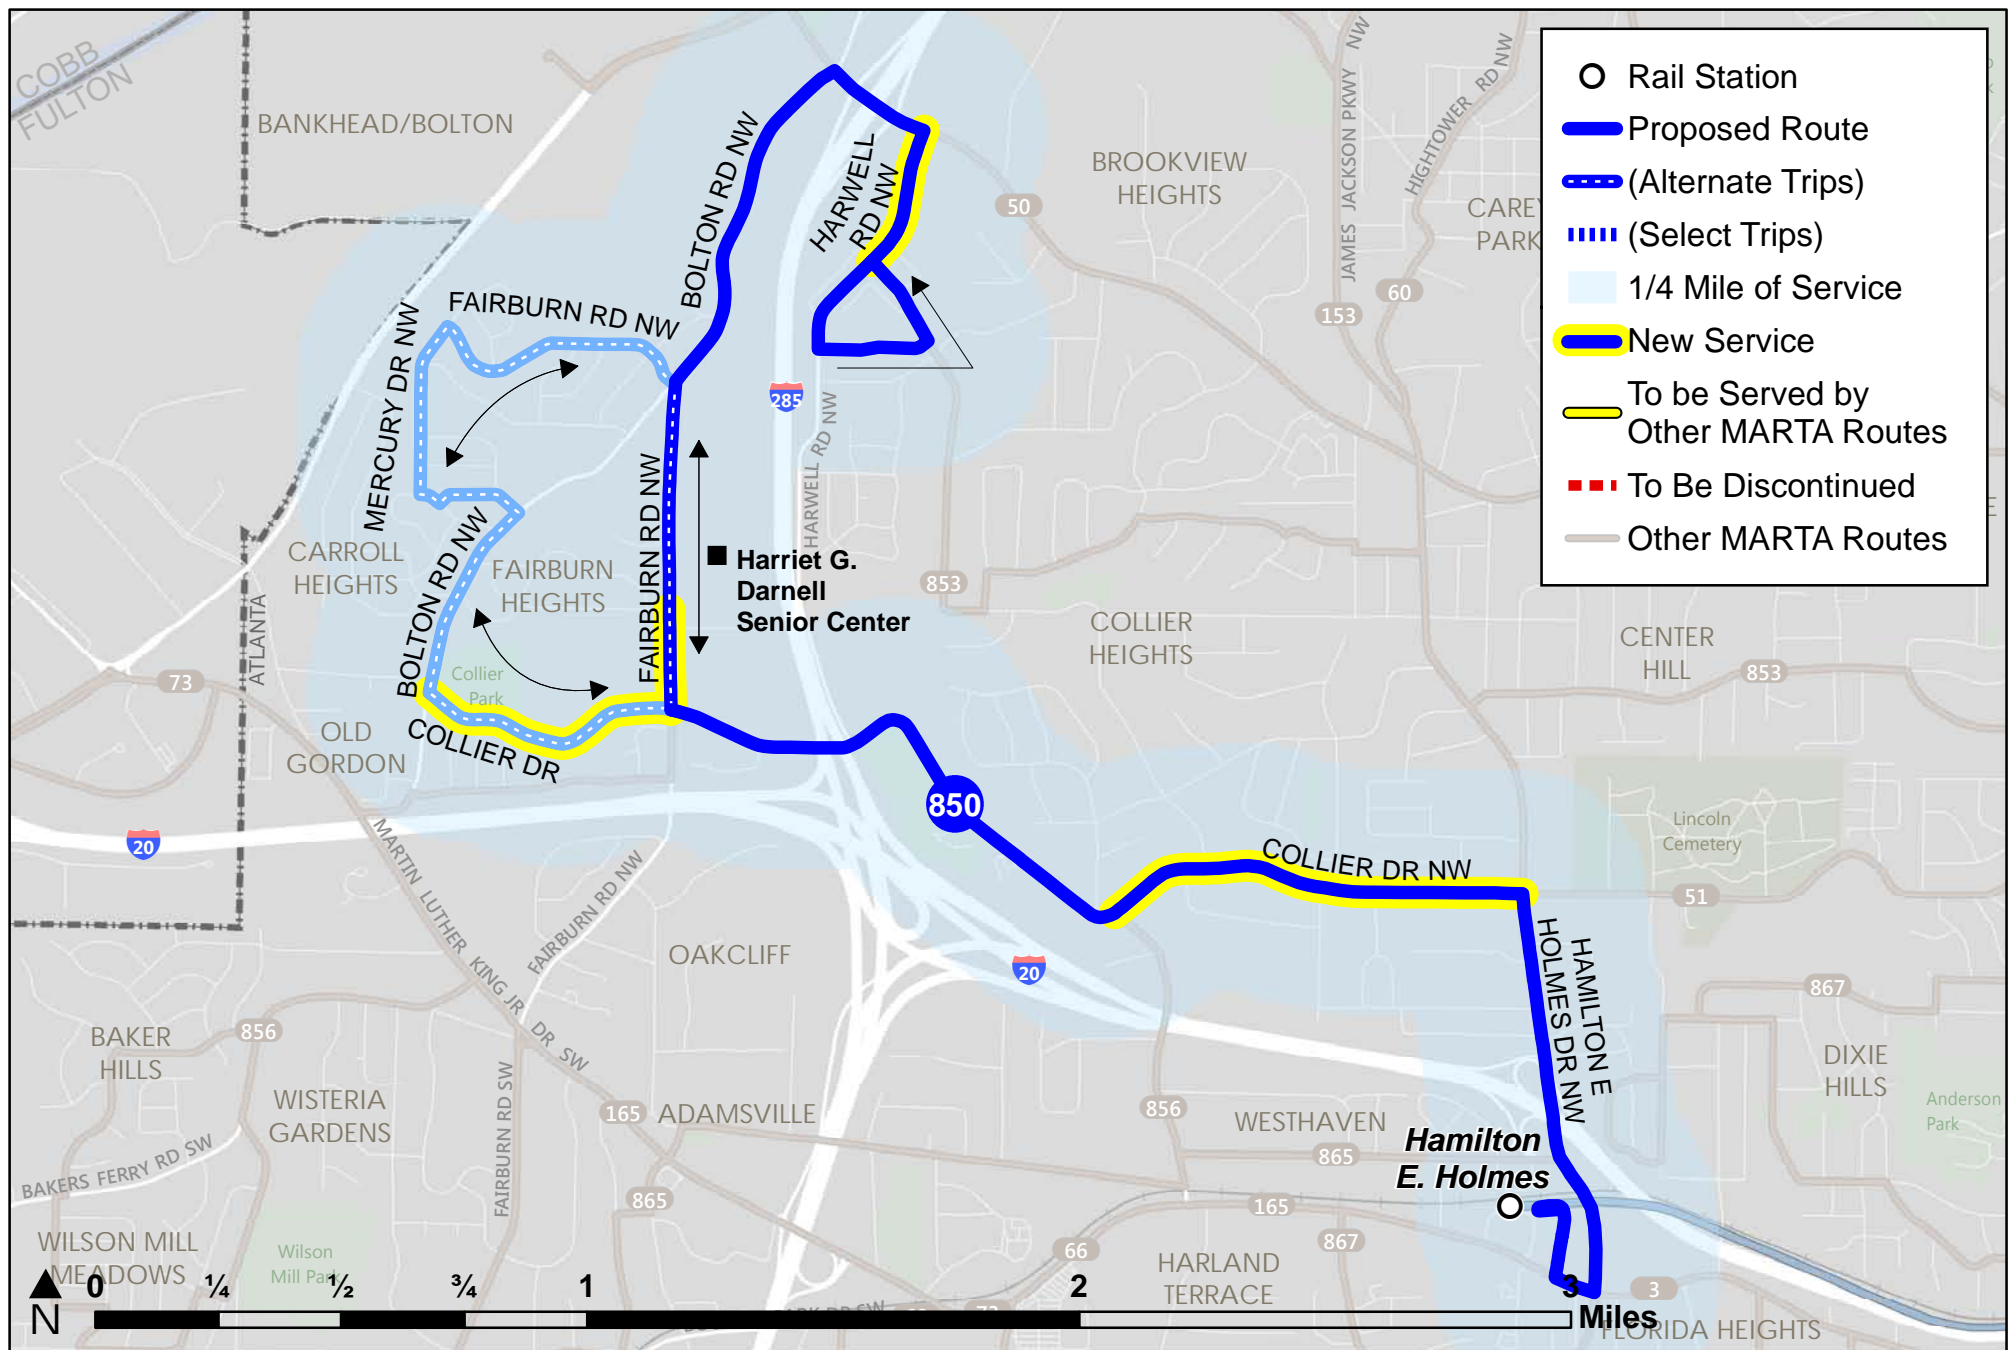 COBB
FULTON
BANKHEAD/BOLTON
BOLTON RD NW
HARWELL
RD NW
BROOKVIEW
HEIGHTS
JAMES JACKSON PKWY NW
HIGHTOWER RD NW
CAREY
PARK
50
60
153
Rail Station
Proposed Route
(Alternate Trips)
(Select Trips)
1/4 Mile of Service
New Service
To be Served by
Other MARTA Routes
To Be Discontinued
Other MARTA Routes
FAIRBURN RD NW
MERCURY DR NW
285
HARWELL RD NW
FAIRBURN RD NW
Harriet G.
Darnell
Senior Center
CARROLL
HEIGHTS
FAIRBURN
HEIGHTS
BOLTON RD NW
853
COLLIER
HEIGHTS
CENTER
HILL
853
ATLANTA
73
Collier
Park
OLD
GORDON
COLLIER DR
850
20
Lincoln
Cemetery
COLLIER DR NW
51
MARTIN LUTHER KING JR DR SW
FAIRBURN RD NW
OAKCLIFF
20
HAMILTON E
HOLMES DR NW
867
BAKER
HILLS
856
DIXIE
HILLS
WISTERIA
GARDENS
FAIRBURN RD SW
165
ADAMSVILLE
856
WESTHAVEN
865
Anderson
Park
Hamilton
E. Holmes
BAKERS FERRY RD SW
865
165
867
66
WILSON MILL
MEADOWS
Wilson
Mill Park
HARLAND
TERRACE
3
N
0 ¼ ½ ¾ 1 2 3
Miles
FLORIDA HEIGHTS